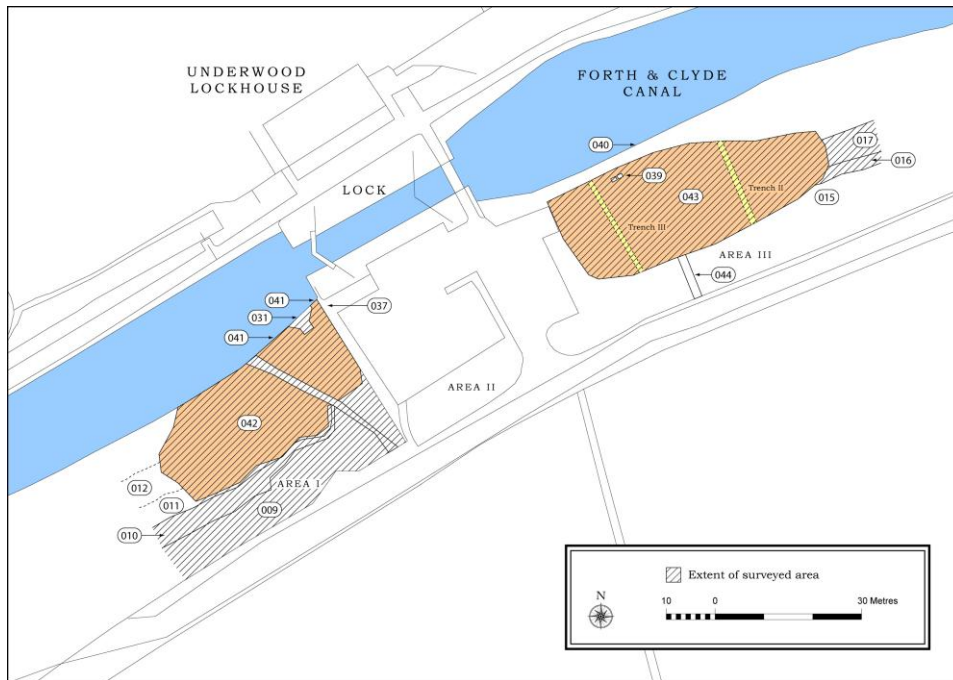 UNDERWOOD
LOCKHOUSE
FORTH & CLYDE
CANAL
LOCK
040
017
016
039
Trench II
043
015
Trench III
AREA III
044
041
037
031
041
AREA II
042
012
AREA I
011
009
010
Extent of surveyed area
N
10 0 30 Metres